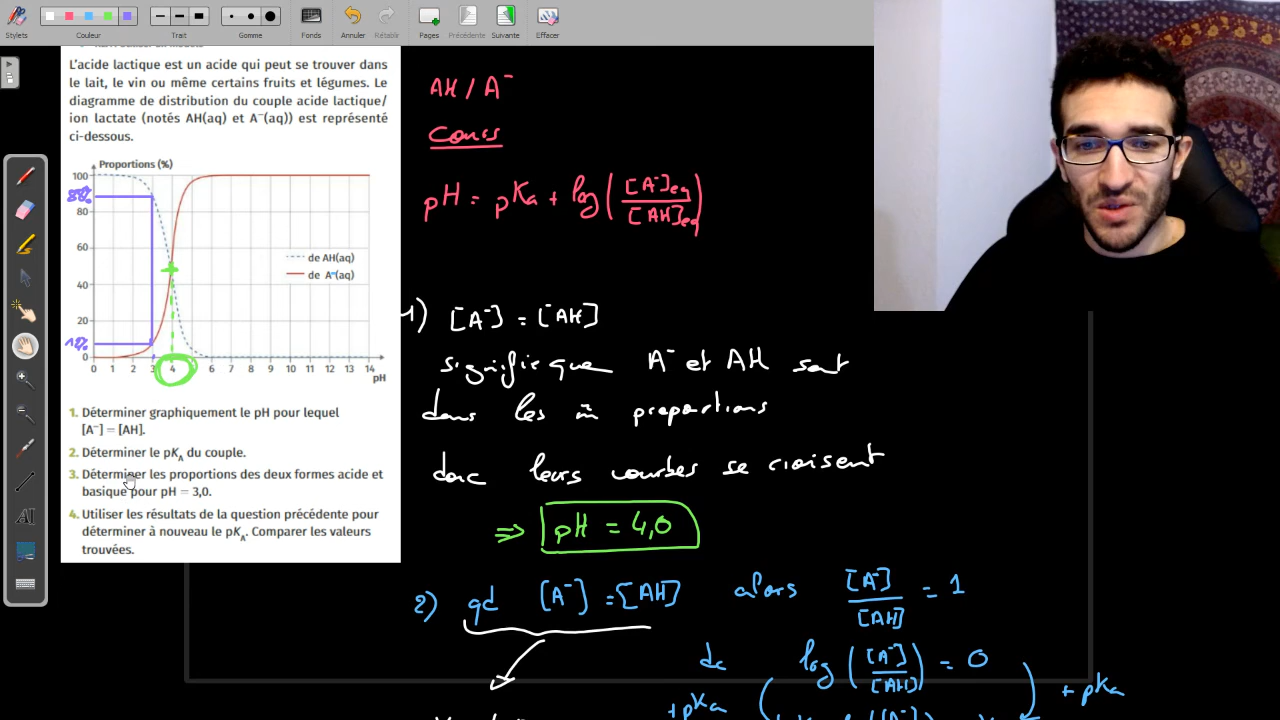 Stylets
Couleur
Trait
Gomme
Fonds
Annuler
Rétablir
Pages
Précédente
Suivante
Effacer
L'acide lactique est un acide qui peut se trouver dans
le lait, le vin ou même certains fruits et légumes. Le
diagramme de distribution du couple acide lactique/
ion lactate (notés AH(aq) et A⁻(aq)) est représenté
ci-dessous.
Proportions (%)
100
88%
80
60
40
20
12%
0
de AH(aq)
de A⁻(aq)
0 1 2 3 4 5 6 7 8 9 10 11 12 13 14
pH
1. Déterminer graphiquement le pH pour lequel
[A⁻] = [AH].
2. Déterminer le pK_A du couple.
3. Déterminer les proportions des deux formes acide et
basique pour pH = 3,0.
4. Utiliser les résultats de la question précédente pour
déterminer à nouveau le pK_A. Comparer les valeurs
trouvées.
AH / A⁻
Cours
pH = pKa + log([A⁻]eq/[AH]eq)
1) [A⁻] = [AH]
signifie que A⁻ et AH sont
dans les m̄ proportions
donc leurs courbes se croisent
⇒ pH = 4,0
2) qd [A⁻] = [AH] alors [A⁻]/[AH] = 1
dc log([A⁻]/[AH]) = 0
+pKa
+ pKa